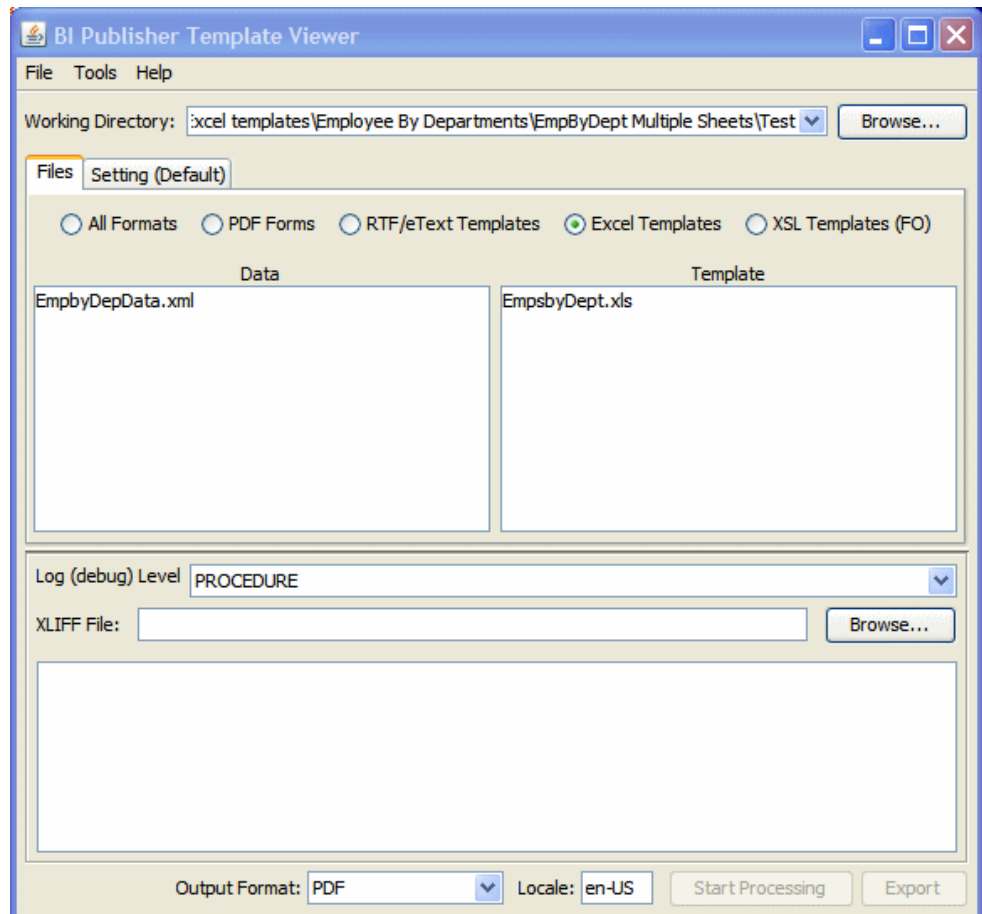 BI Publisher Template Viewer
File Tools Help
Working Directory: :xcel templates\Employee By Departments\EmpByDept Multiple Sheets\Test Browse...
Files Setting (Default)
All Formats PDF Forms RTF/eText Templates Excel Templates XSL Templates (FO)
Data Template
EmpbyDepData.xml EmpsbyDept.xls
Log (debug) Level PROCEDURE
XLIFF File: Browse...
Output Format: PDF Locale: en-US Start Processing Export